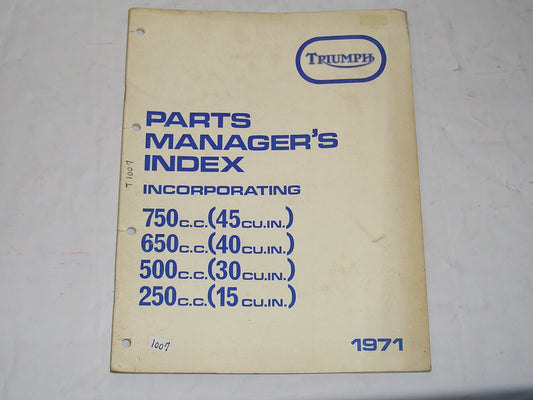 TRIUMPH
PARTS
MANAGER'S
INDEX
INCORPORATING
750C.C.(45CU.IN.)
650C.C.(40CU.IN.)
500C.C.(30CU.IN.)
250C.C.(15CU.IN.)
1971
T1007
1007